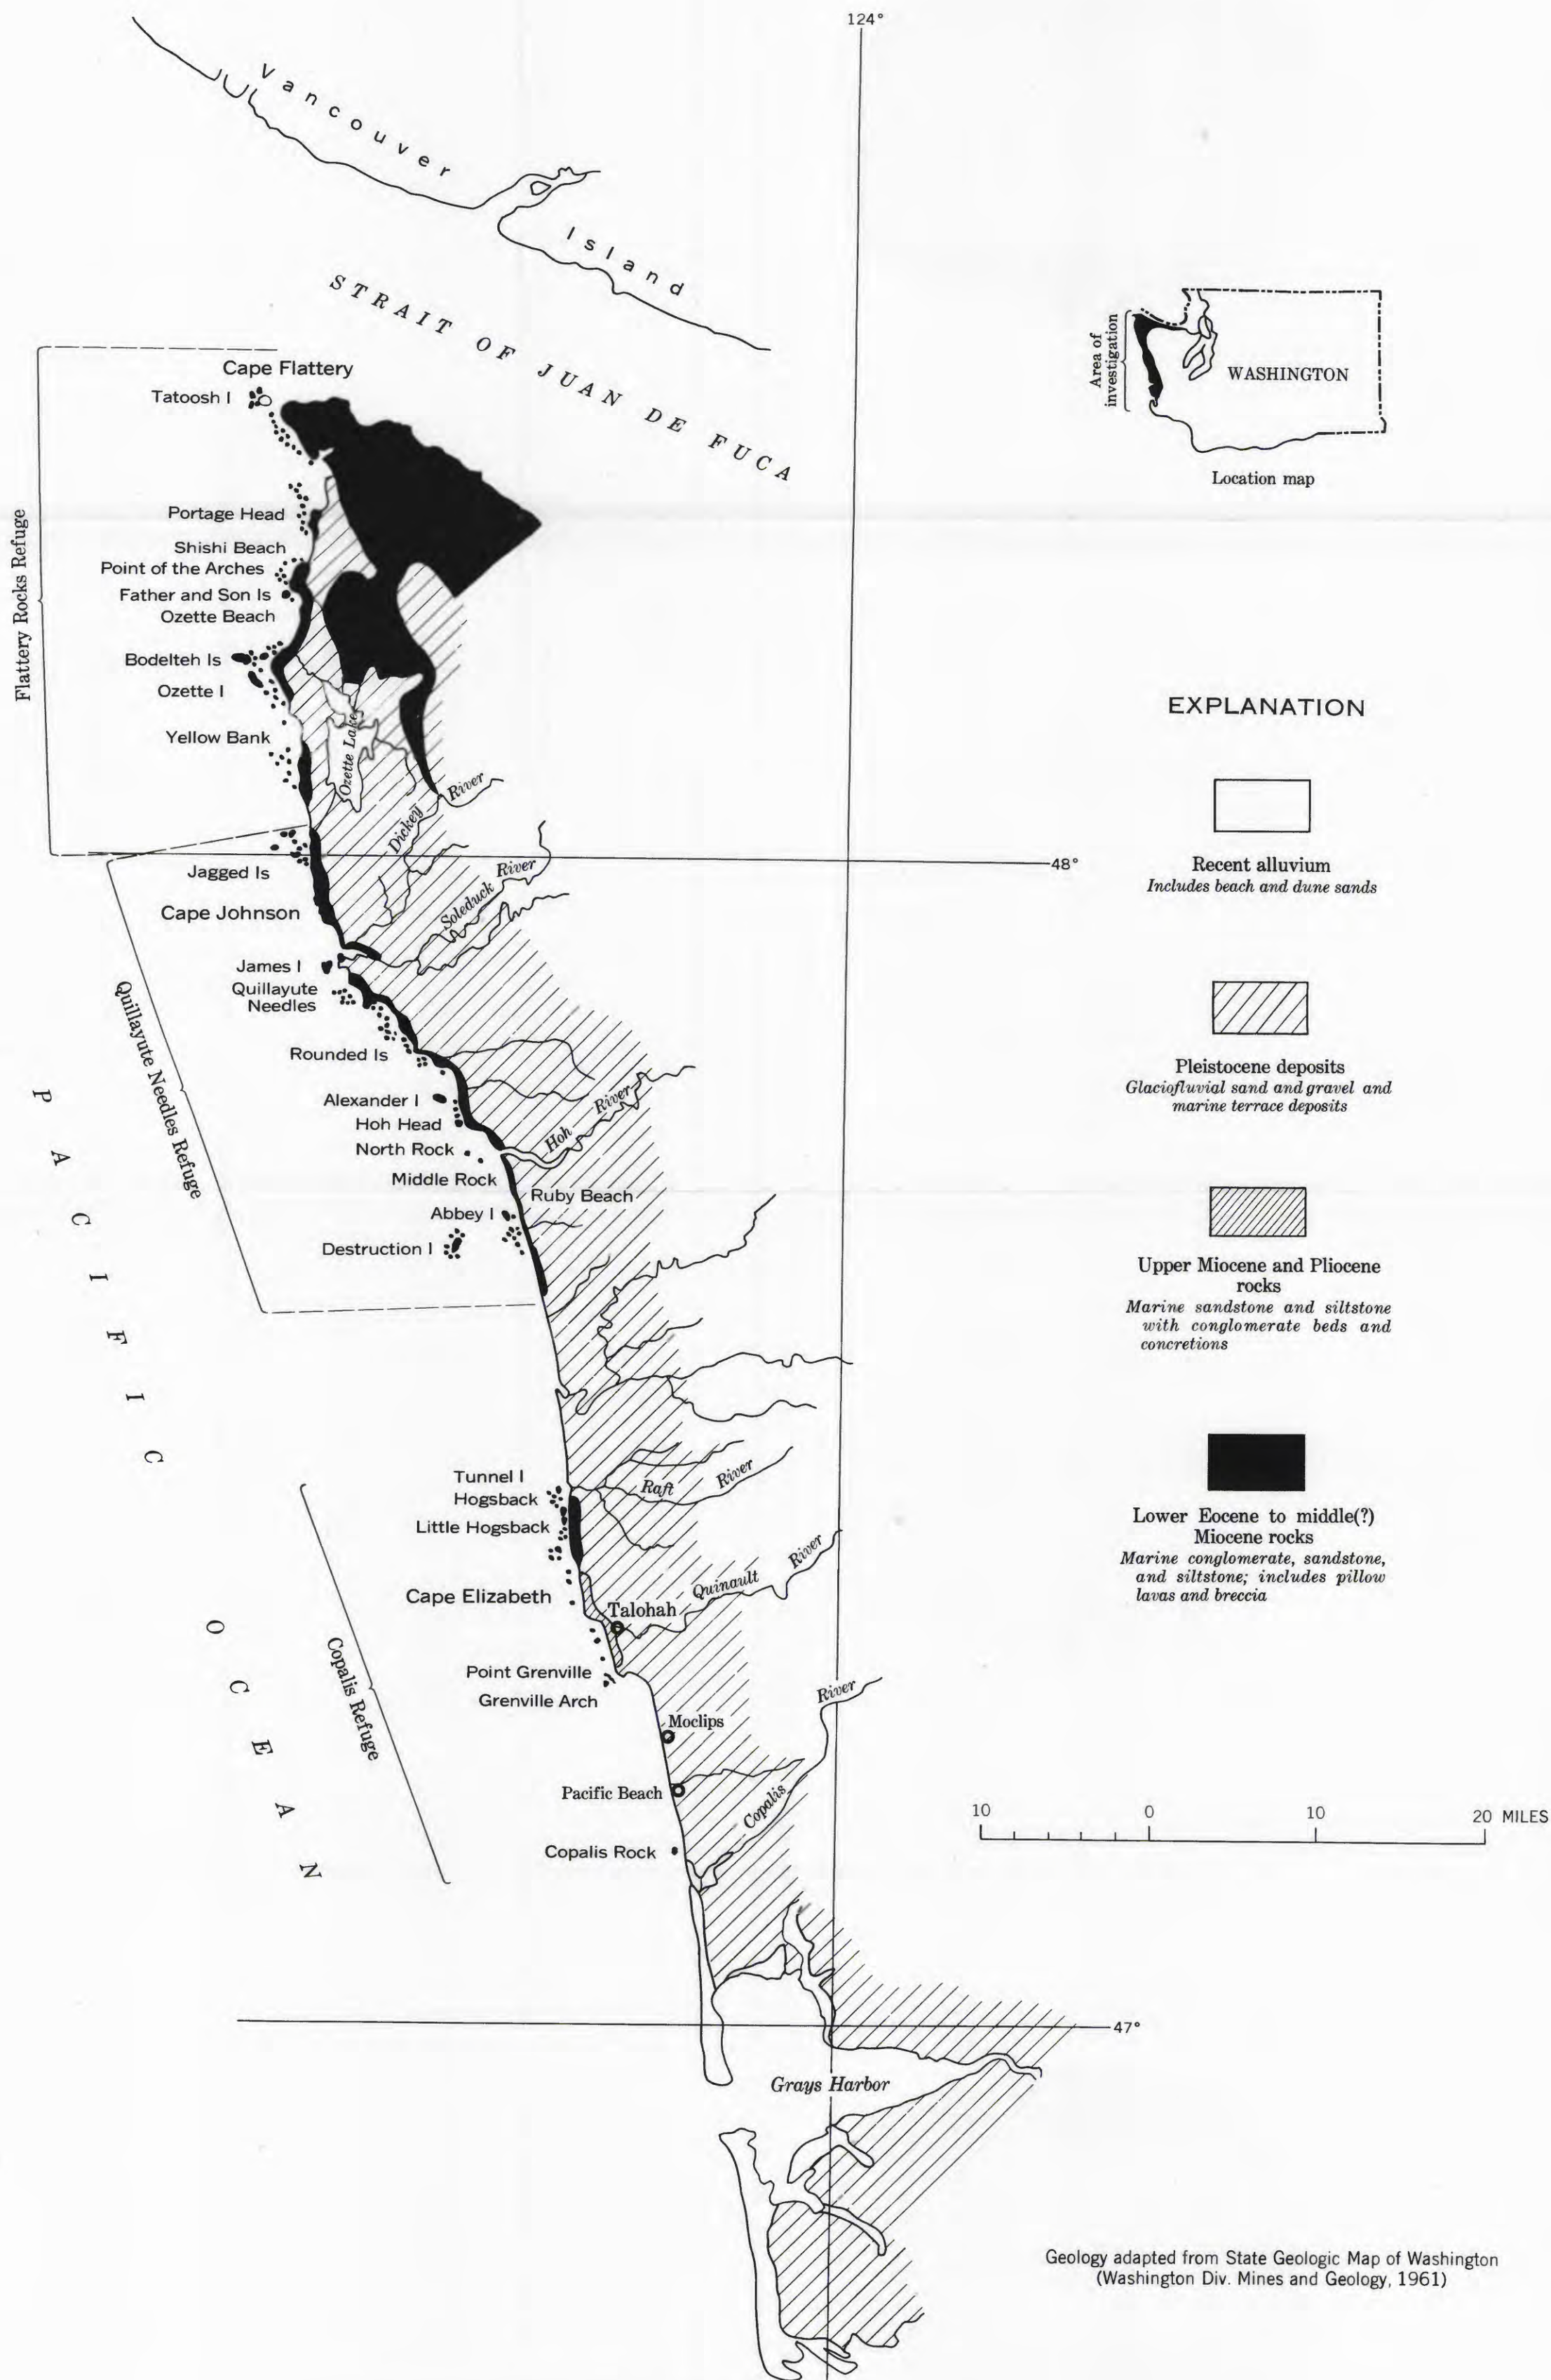 124°
Vancouver
Island
STRAIT OF JUAN DE FUCA
Area of
investigation
WASHINGTON
Location map
Cape Flattery
Tatoosh I
Portage Head
Shishi Beach
Point of the Arches
Father and Son Is
Ozette Beach
Bodelteh Is
Ozette I
Yellow Bank
Flattery Rocks Refuge
Ozette Lake
Dickey River
Soleduck River
48°
Jagged Is
Cape Johnson
James I
Quillayute
Needles
Rounded Is
Alexander I
Hoh Head
North Rock
Middle Rock
Hoh River
Ruby Beach
Abbey I
Destruction I
Quillayute Needles Refuge
PACIFIC OCEAN
Tunnel I
Hogsback
Little Hogsback
Raft River
Cape Elizabeth
Talohah
Quinault River
Point Grenville
Grenville Arch
Copalis Refuge
Moclips
Pacific Beach
Copalis River
Copalis Rock
47°
Grays Harbor
EXPLANATION
Recent alluvium
Includes beach and dune sands
Pleistocene deposits
Glaciofluvial sand and gravel and
marine terrace deposits
Upper Miocene and Pliocene
rocks
Marine sandstone and siltstone
with conglomerate beds and
concretions
Lower Eocene to middle(?)
Miocene rocks
Marine conglomerate, sandstone,
and siltstone; includes pillow
lavas and breccia
10 0 10 20 MILES
Geology adapted from State Geologic Map of Washington
(Washington Div. Mines and Geology, 1961)